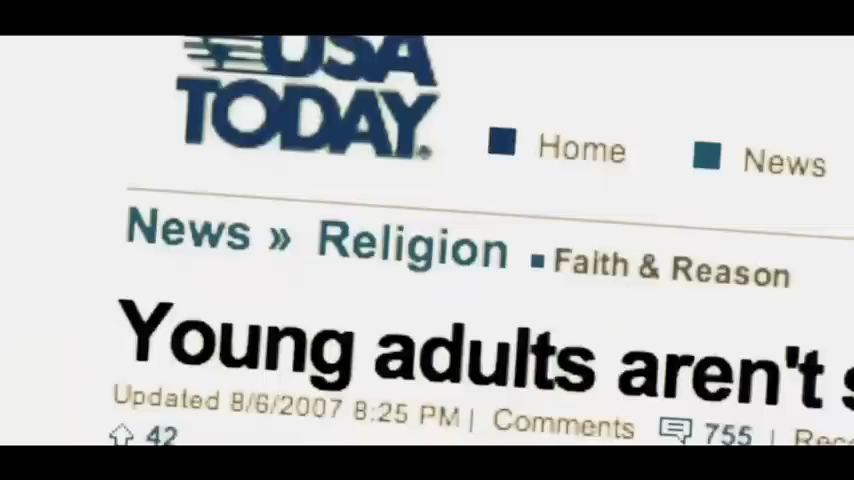 USA
TODAY.
Home News
News » Religion Faith & Reason
Young adults aren't
Updated 8/6/2007 8:25 PM | Comments 755 |
42